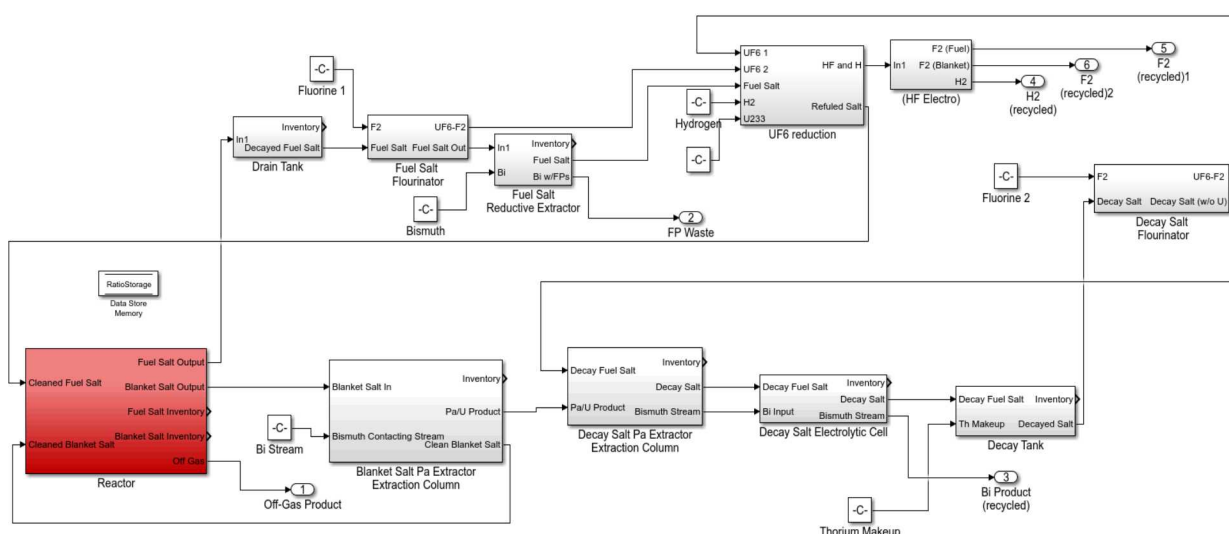 -C-
Fluorine 1
Inventory
In1
Decayed Fuel Salt
Drain Tank
F2
UF6-F2
Fuel Salt
Fuel Salt Out
Fuel Salt
Flourinator
In1
Inventory
Fuel Salt
Bi
Bi w/FPs
Fuel Salt
Reductive Extractor
-C-
Bismuth
2
FP Waste
UF6 1
UF6 2
HF and H
Fuel Salt
H2
Refuled Salt
U233
UF6 reduction
-C-
Hydrogen
-C-
In1
F2 (Fuel)
F2 (Blanket)
H2
(HF Electro)
5
F2
(recycled)1
6
F2
(recycled)2
4
H2
(recycled)
-C-
Fluorine 2
F2
UF6-F2
Decay Salt
Decay Salt (w/o U)
Decay Salt
Flourinator
RatioStorage
Data Store
Memory
Fuel Salt Output
Cleaned Fuel Salt
Blanket Salt Output
Fuel Salt Inventory
Blanket Salt Inventory
Cleaned Blanket Salt
Off Gas
Reactor
1
Off-Gas Product
-C-
Bi Stream
Blanket Salt In
Inventory
Pa/U Product
Bismuth Contacting Stream
Clean Blanket Salt
Blanket Salt Pa Extractor
Extraction Column
Decay Fuel Salt
Inventory
Decay Salt
Pa/U Product
Bismuth Stream
Decay Salt Pa Extractor
Extraction Column
Decay Fuel Salt
Inventory
Decay Salt
Bi Input
Bismuth Stream
Decay Salt Electrolytic Cell
Decay Fuel Salt
Inventory
Th Makeup
Decayed Salt
Decay Tank
3
Bi Product
(recycled)
-C-
Thorium Makeup